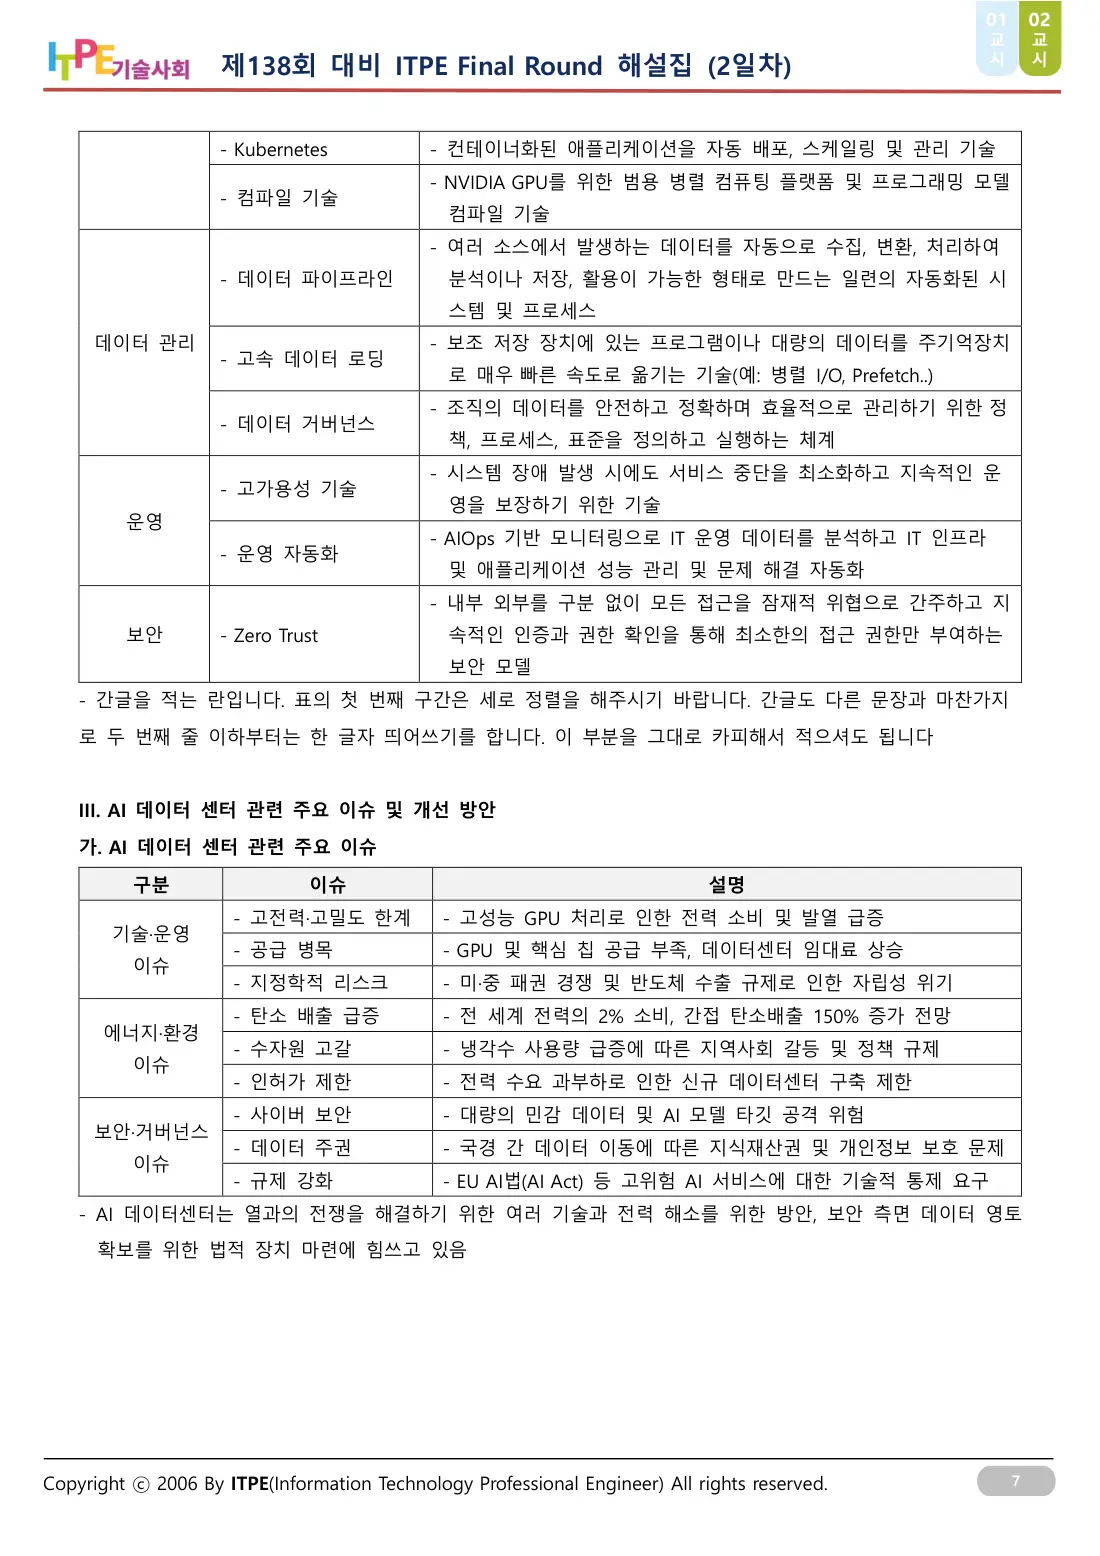 01
교
시
02
교
시
ITPE기술사회 제138회 대비 ITPE Final Round 해설집 (2일차)
- Kubernetes
- 컨테이너화된 애플리케이션을 자동 배포, 스케일링 및 관리 기술
- 컴파일 기술
- NVIDIA GPU를 위한 범용 병렬 컴퓨팅 플랫폼 및 프로그래밍 모델
컴파일 기술
데이터 관리
- 데이터 파이프라인
- 여러 소스에서 발생하는 데이터를 자동으로 수집, 변환, 처리하여
분석이나 저장, 활용이 가능한 형태로 만드는 일련의 자동화된 시
스템 및 프로세스
- 고속 데이터 로딩
- 보조 저장 장치에 있는 프로그램이나 대량의 데이터를 주기억장치
로 매우 빠른 속도로 옮기는 기술(예: 병렬 I/O, Prefetch..)
- 데이터 거버넌스
- 조직의 데이터를 안전하고 정확하며 효율적으로 관리하기 위한 정
책, 프로세스, 표준을 정의하고 실행하는 체계
운영
- 고가용성 기술
- 시스템 장애 발생 시에도 서비스 중단을 최소화하고 지속적인 운
영을 보장하기 위한 기술
- 운영 자동화
- AIOps 기반 모니터링으로 IT 운영 데이터를 분석하고 IT 인프라
및 애플리케이션 성능 관리 및 문제 해결 자동화
보안
- Zero Trust
- 내부 외부를 구분 없이 모든 접근을 잠재적 위협으로 간주하고 지
속적인 인증과 권한 확인을 통해 최소한의 접근 권한만 부여하는
보안 모델
- 간글을 적는 란입니다. 표의 첫 번째 구간은 세로 정렬을 해주시기 바랍니다. 간글도 다른 문장과 마찬가지
로 두 번째 줄 이하부터는 한 글자 띄어쓰기를 합니다. 이 부분을 그대로 카피해서 적으셔도 됩니다
III. AI 데이터 센터 관련 주요 이슈 및 개선 방안
가. AI 데이터 센터 관련 주요 이슈
구분 이슈 설명
기술·운영
이슈
- 고전력·고밀도 한계 - 고성능 GPU 처리로 인한 전력 소비 및 발열 급증
- 공급 병목 - GPU 및 핵심 칩 공급 부족, 데이터센터 임대료 상승
- 지정학적 리스크 - 미·중 패권 경쟁 및 반도체 수출 규제로 인한 자립성 위기
에너지·환경
이슈
- 탄소 배출 급증 - 전 세계 전력의 2% 소비, 간접 탄소배출 150% 증가 전망
- 수자원 고갈 - 냉각수 사용량 급증에 따른 지역사회 갈등 및 정책 규제
- 인허가 제한 - 전력 수요 과부하로 인한 신규 데이터센터 구축 제한
보안·거버넌스
이슈
- 사이버 보안 - 대량의 민감 데이터 및 AI 모델 타깃 공격 위험
- 데이터 주권 - 국경 간 데이터 이동에 따른 지식재산권 및 개인정보 보호 문제
- 규제 강화 - EU AI법(AI Act) 등 고위험 AI 서비스에 대한 기술적 통제 요구
- AI 데이터센터는 열과의 전쟁을 해결하기 위한 여러 기술과 전력 해소를 위한 방안, 보안 측면 데이터 영토
확보를 위한 법적 장치 마련에 힘쓰고 있음
Copyright ⓒ 2006 By ITPE(Information Technology Professional Engineer) All rights reserved.
7